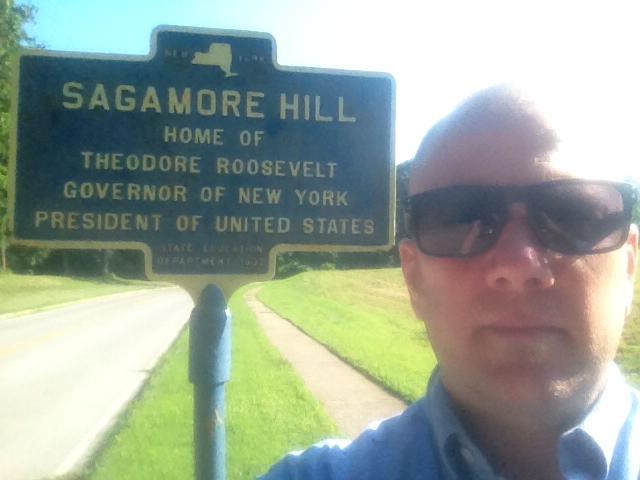 NEW YORK
SAGAMORE HILL
HOME OF
THEODORE ROOSEVELT
GOVERNOR OF NEW YORK
PRESIDENT OF UNITED STATES
STATE EDUCATION
DEPARTMENT